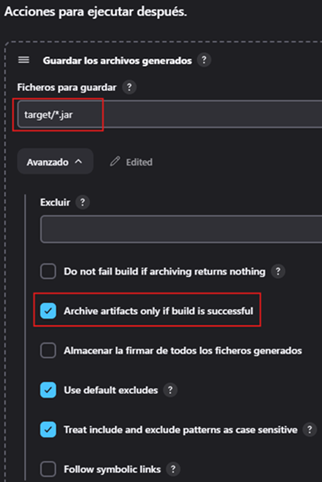 Acciones para ejecutar después.
Guardar los archivos generados ?
Ficheros para guardar ?
target/*.jar
Avanzado Edited
Excluir ?
Do not fail build if archiving returns nothing ?
Archive artifacts only if build is successful
Almacenar la firmar de todos los ficheros generados
Use default excludes ?
Treat include and exclude patterns as case sensitive ?
Follow symbolic links ?